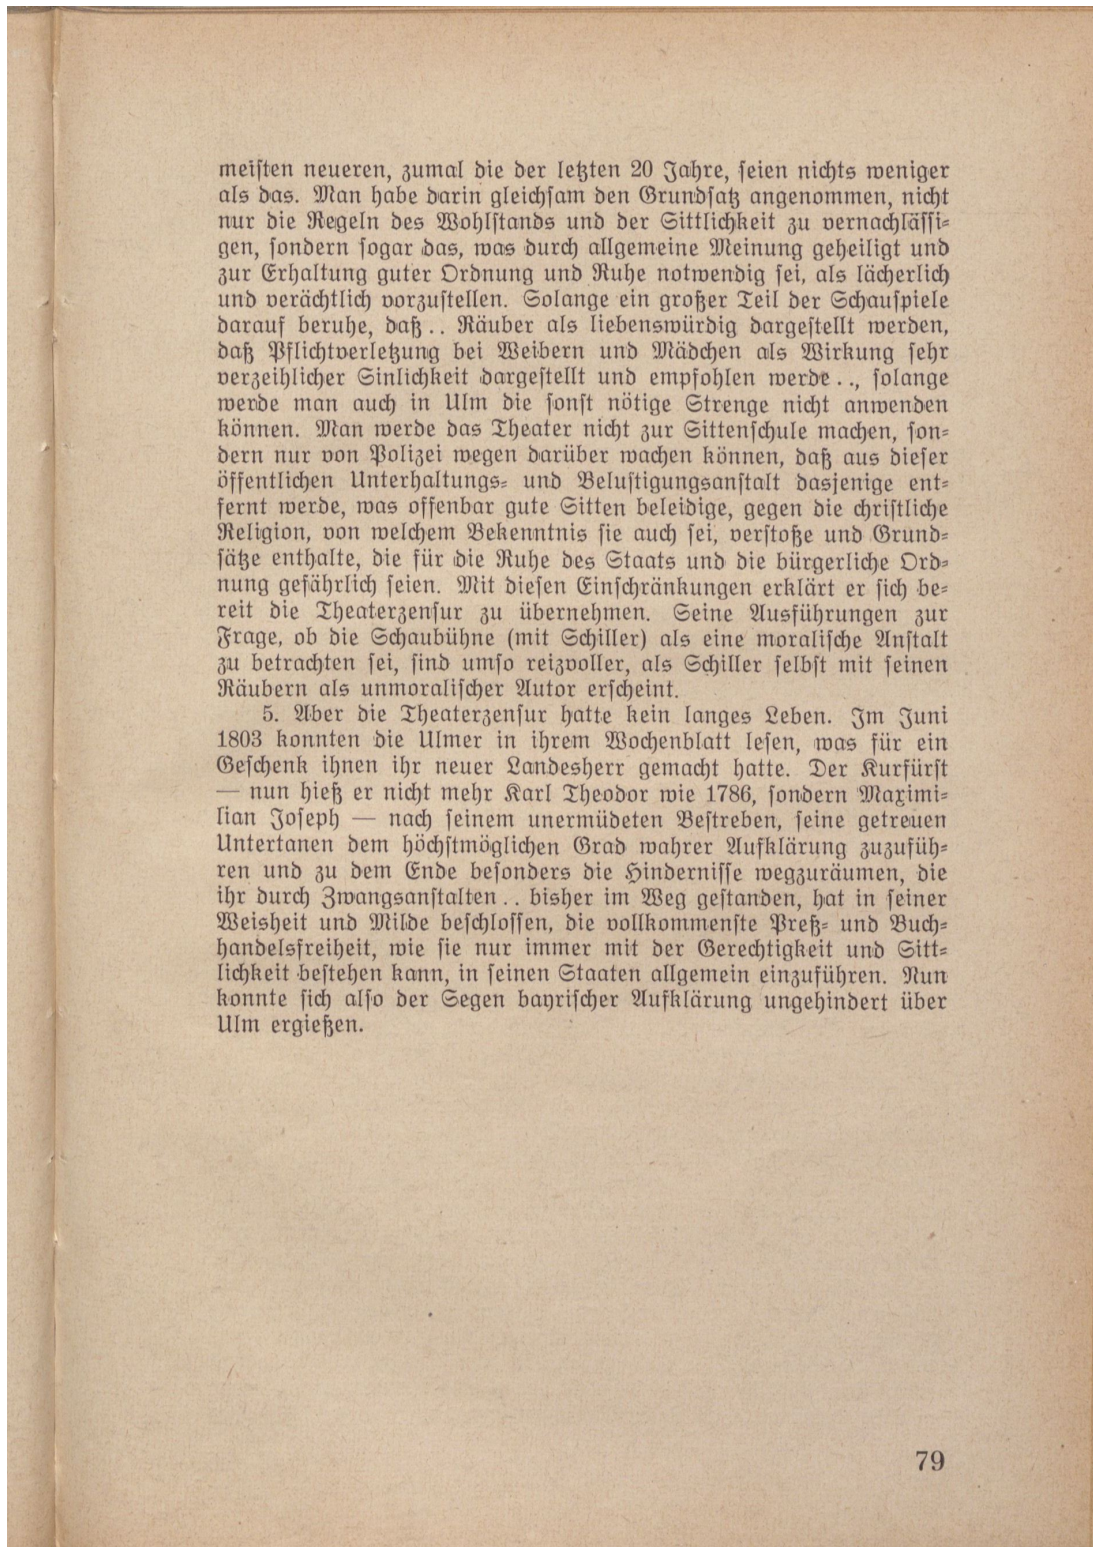 meisten neueren, zumal die der letzten 20 Jahre, seien nichts weniger
als das. Man habe darin gleichsam den Grundsatz angenommen, nicht
nur die Regeln des Wohlstands und der Sittlichkeit zu vernachlässi-
gen, sondern sogar das, was durch allgemeine Meinung geheiligt und
zur Erhaltung guter Ordnung und Ruhe notwendig sei, als lächerlich
und verächtlich vorzustellen. Solange ein großer Teil der Schauspiele
darauf beruhe, daß .. Räuber als liebenswürdig dargestellt werden,
daß Pflichtverletzung bei Weibern und Mädchen als Wirkung sehr
verzeihlicher Sinlichkeit dargestellt und empfohlen werde .., solange
werde man auch in Ulm die sonst nötige Strenge nicht anwenden
können. Man werde das Theater nicht zur Sittenschule machen, son-
dern nur von Polizei wegen darüber wachen können, daß aus dieser
öffentlichen Unterhaltungs- und Belustigungsanstalt dasjenige ent-
fernt werde, was offenbar gute Sitten beleidige, gegen die christliche
Religion, von welchem Bekenntnis sie auch sei, verstoße und Grund-
sätze enthalte, die für die Ruhe des Staats und die bürgerliche Ord-
nung gefährlich seien. Mit diesen Einschränkungen erklärt er sich be-
reit die Theaterzensur zu übernehmen. Seine Ausführungen zur
Frage, ob die Schaubühne (mit Schiller) als eine moralische Anstalt
zu betrachten sei, sind umso reizvoller, als Schiller selbst mit seinen
Räubern als unmoralischer Autor erscheint.
5. Aber die Theaterzensur hatte kein langes Leben. Im Juni
1803 konnten die Ulmer in ihrem Wochenblatt lesen, was für ein
Geschenk ihnen ihr neuer Landesherr gemacht hatte. Der Kurfürst
— nun hieß er nicht mehr Karl Theodor wie 1786, sondern Maximi-
lian Joseph — nach seinem unermüdeten Bestreben, seine getreuen
Untertanen dem höchstmöglichen Grad wahrer Aufklärung zuzufüh-
ren und zu dem Ende besonders die Hindernisse wegzuräumen, die
ihr durch Zwangsanstalten .. bisher im Weg gestanden, hat in seiner
Weisheit und Milde beschlossen, die vollkommenste Preß- und Buch-
handelsfreiheit, wie sie nur immer mit der Gerechtigkeit und Sitt-
lichkeit bestehen kann, in seinen Staaten allgemein einzuführen. Nun
konnte sich also der Segen bayrischer Aufklärung ungehindert über
Ulm ergießen.
79